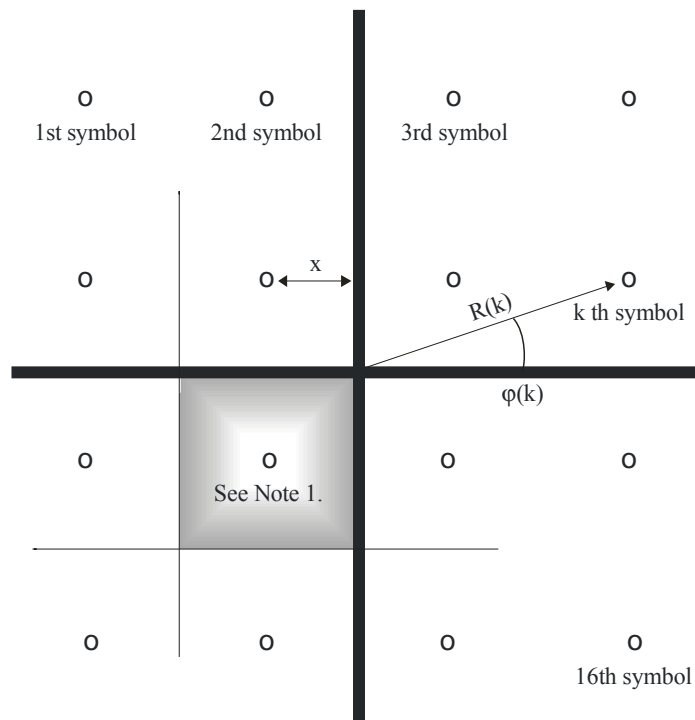 o o o o
1st symbol 2nd symbol 3rd symbol
x
o o o o
R(k)
k th symbol
φ(k)
o o o o
See Note 1.
o o o o
16th symbol